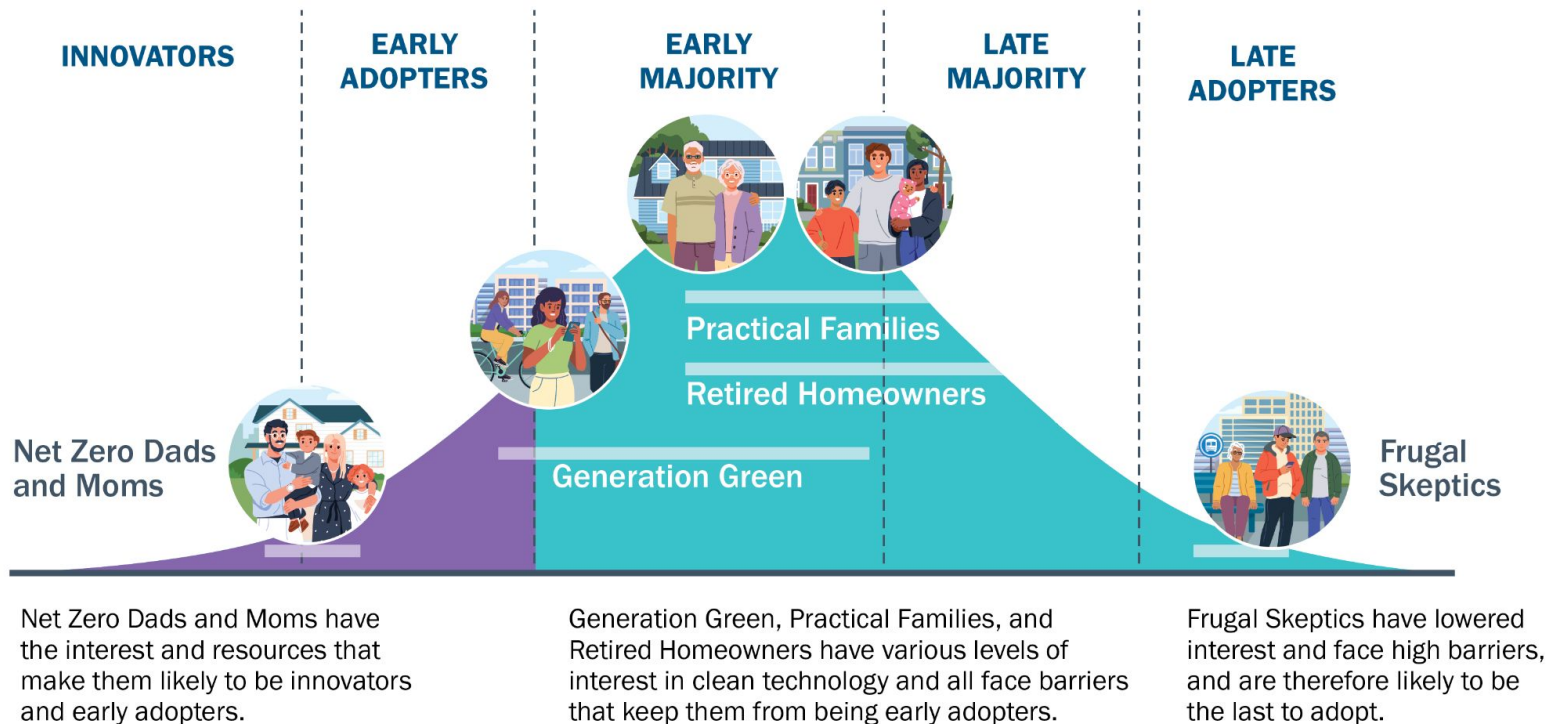 INNOVATORS
EARLY
ADOPTERS
EARLY
MAJORITY
LATE
MAJORITY
LATE
ADOPTERS
Practical Families
Retired Homeowners
Generation Green
Net Zero Dads
and Moms
Frugal
Skeptics
Net Zero Dads and Moms have
the interest and resources that
make them likely to be innovators
and early adopters.
Generation Green, Practical Families, and
Retired Homeowners have various levels of
interest in clean technology and all face barriers
that keep them from being early adopters.
Frugal Skeptics have lowered
interest and face high barriers,
and are therefore likely to be
the last to adopt.